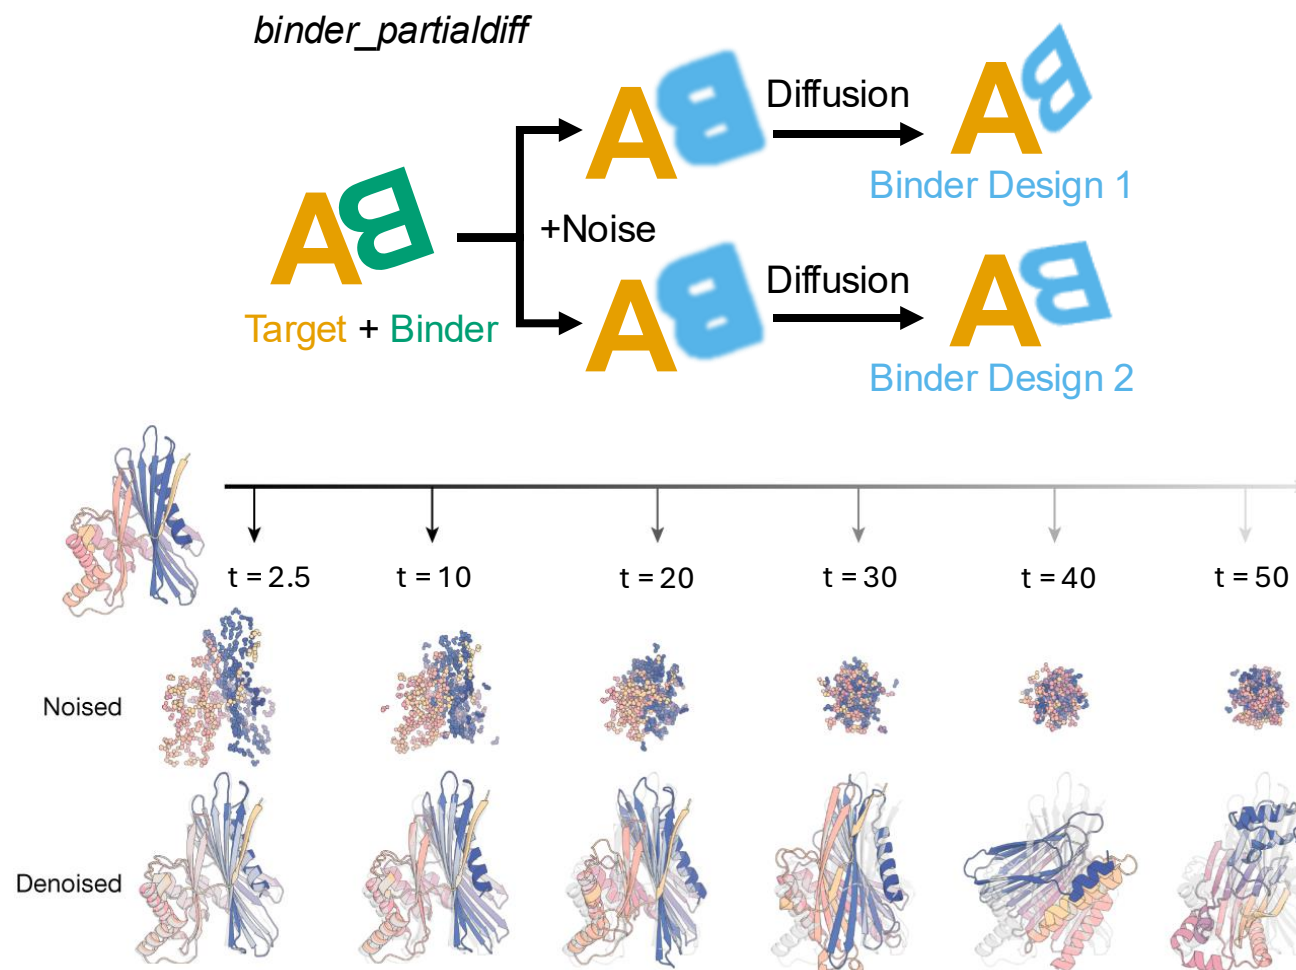 binder_partialdiff
A B
A B
Diffusion
A B
Binder Design 1
+Noise
Target + Binder
A B
Diffusion
A B
Binder Design 2
t = 2.5
t = 10
t = 20
t = 30
t = 40
t = 50
Noised
Denoised